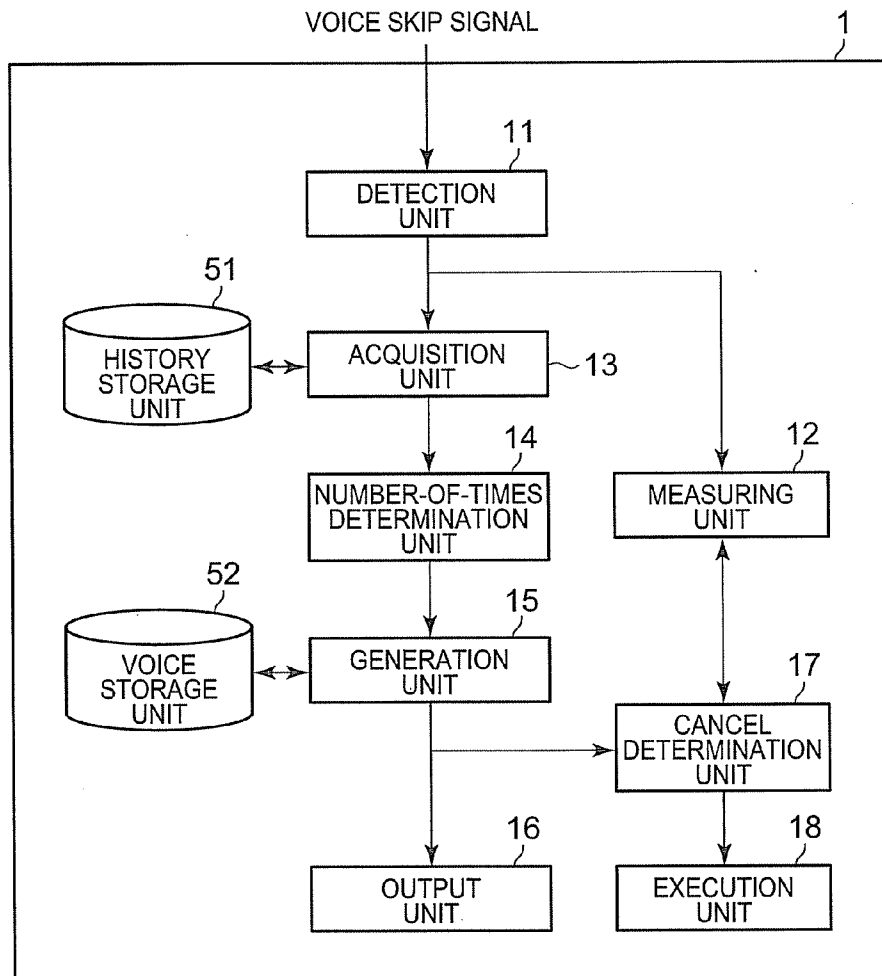 VOICE SKIP SIGNAL
1
11
DETECTION
UNIT
51
HISTORY
STORAGE
UNIT
ACQUISITION
UNIT
13
14
NUMBER-OF-TIMES
DETERMINATION
UNIT
12
MEASURING
UNIT
52
VOICE
STORAGE
UNIT
15
GENERATION
UNIT
17
CANCEL
DETERMINATION
UNIT
16
OUTPUT
UNIT
18
EXECUTION
UNIT